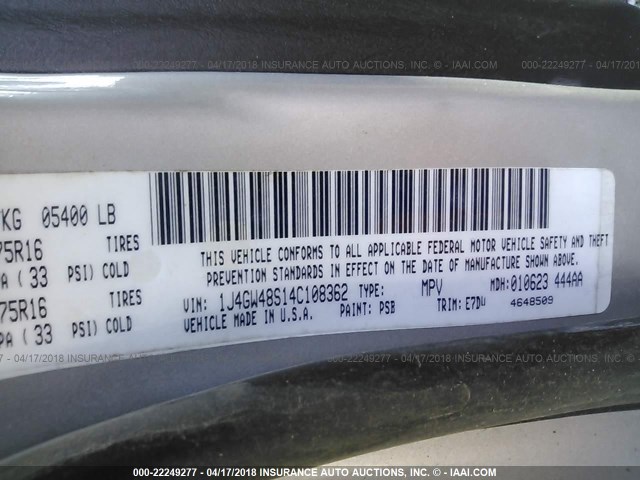 000-22249277 - 04/17/2018 INSURANCE AUTO AUCTIONS, INC. - © IAAI.COM
KG 05400 LB
75R16 TIRES
PA ( 33 PSI) COLD
75R16 TIRES
PA ( 33 PSI) COLD
THIS VEHICLE CONFORMS TO ALL APPLICABLE FEDERAL MOTOR VEHICLE SAFETY AND THEFT
PREVENTION STANDARDS IN EFFECT ON THE DATE OF MANUFACTURE SHOWN ABOVE.
VIN: 1J4GW48S14C108362 TYPE: MPV MDH: 010623 444AA
VEHICLE MADE IN U.S.A. PAINT: PSB TRIM: E7DU 4648509
000-22249277 - 04/17/2018 INSURANCE AUTO AUCTIONS, INC. - © IAAI.COM
000-22249277 - 04/17/2018 INSURANCE AUTO AUCTIONS, INC. - © IAAI.COM